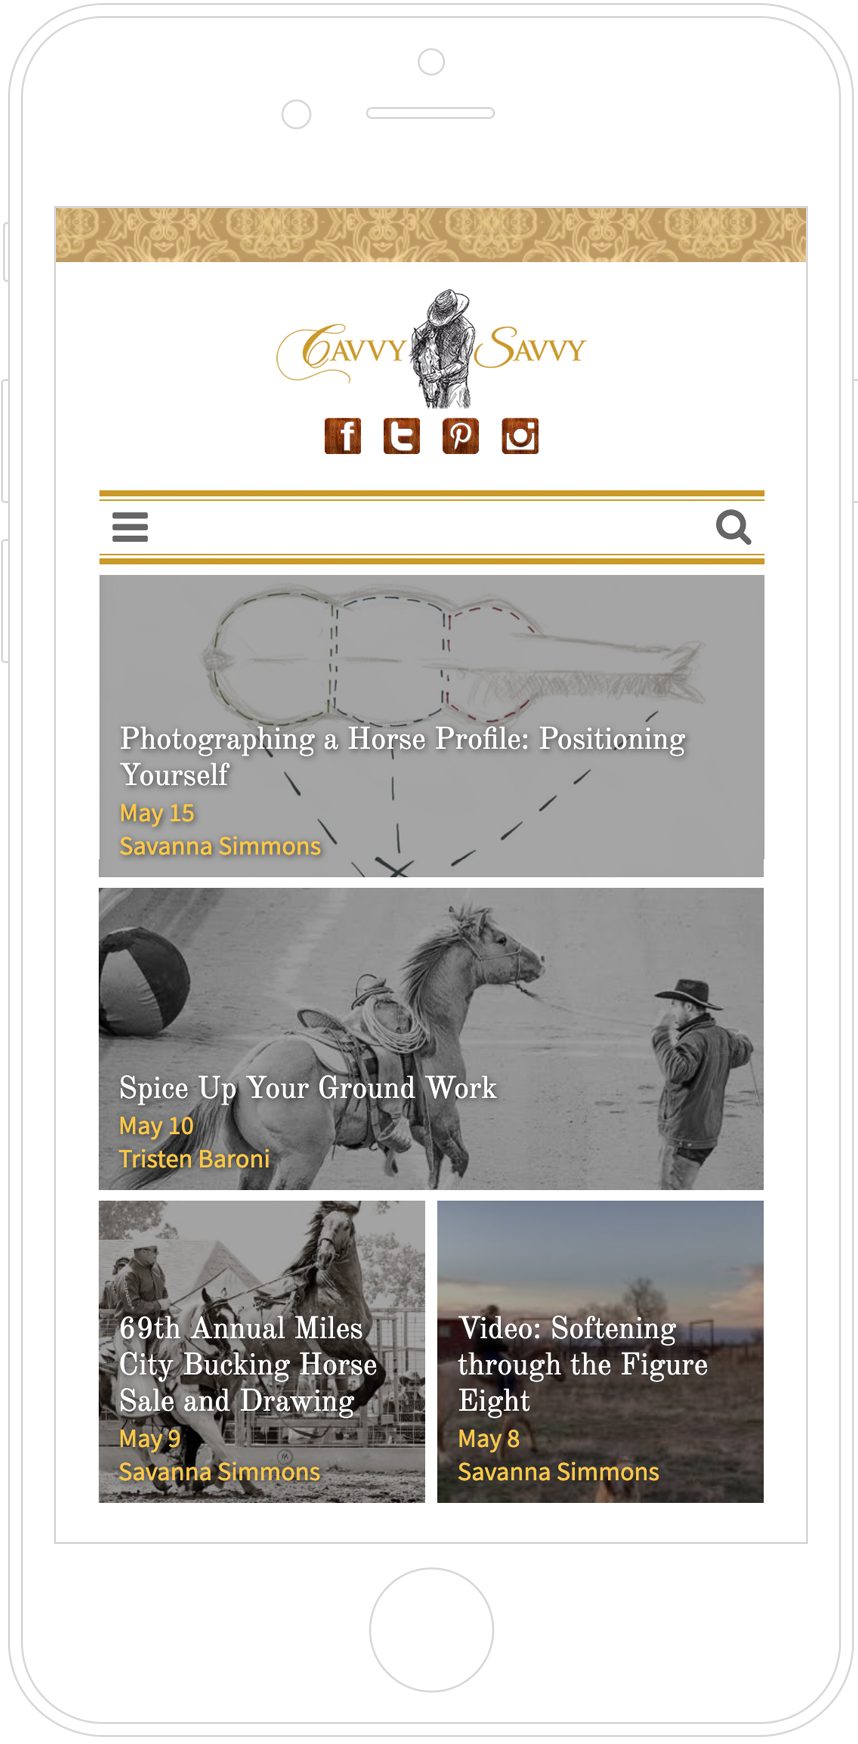 Cavvy Savvy
Photographing a Horse Profile: Positioning
Yourself
May 15
Savanna Simmons
Spice Up Your Ground Work
May 10
Tristen Baroni
69th Annual Miles
City Bucking Horse
Sale and Drawing
May 9
Savanna Simmons
Video: Softening
through the Figure
Eight
May 8
Savanna Simmons